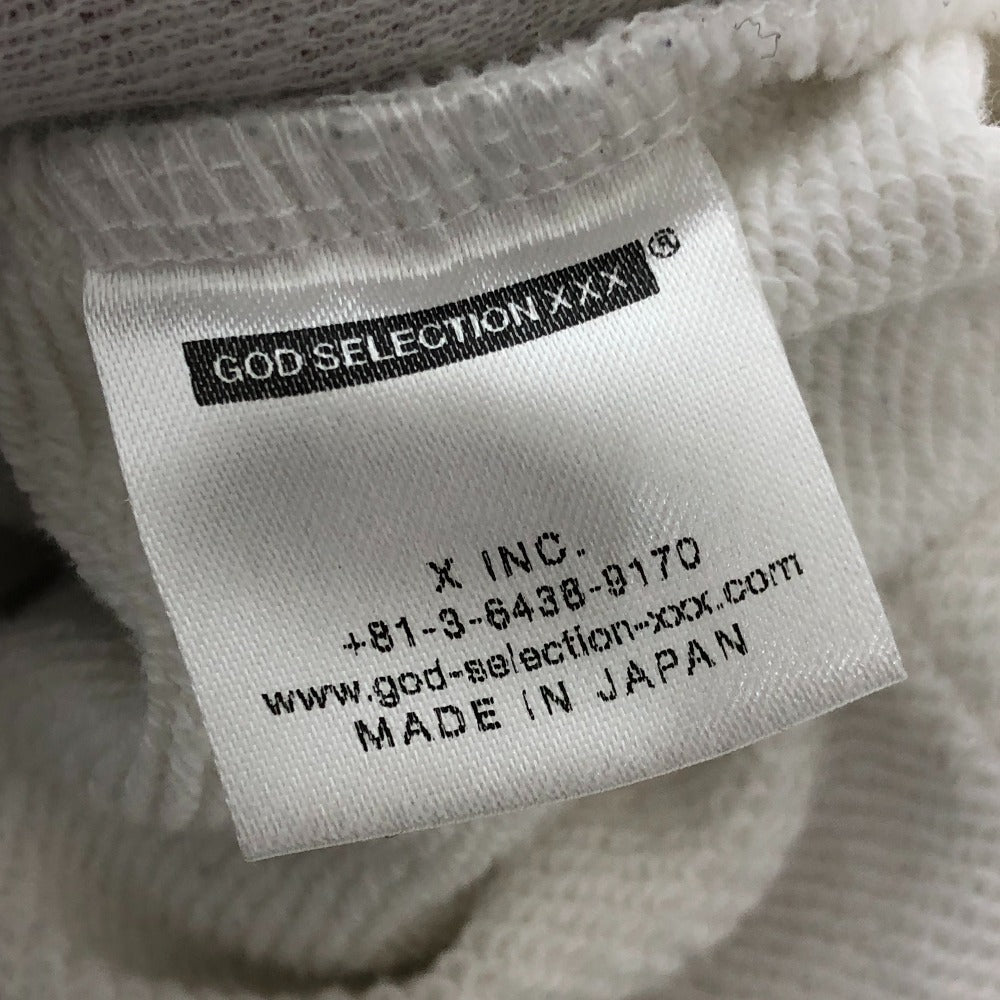 GOD SELECTION XXX®
X INC.
+81-3-6438-9170
www.god-selection-xxx.com
MADE IN JAPAN